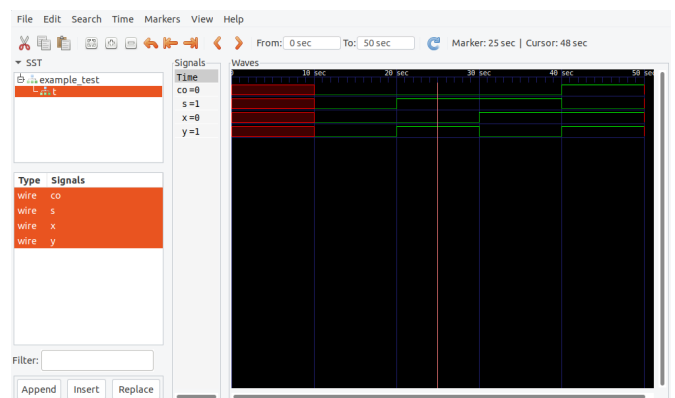 File Edit Search Time Markers View Help
From: 0 sec To: 50 sec Marker: 25 sec | Cursor: 48 sec
SST
example_test
t
Type Signals
wire co
wire s
wire x
wire y
Filter:
Append Insert Replace
Signals
Time
co=0
s=1
x=0
y=1
Waves
0 10 sec 20 sec 30 sec 40 sec 50 sec